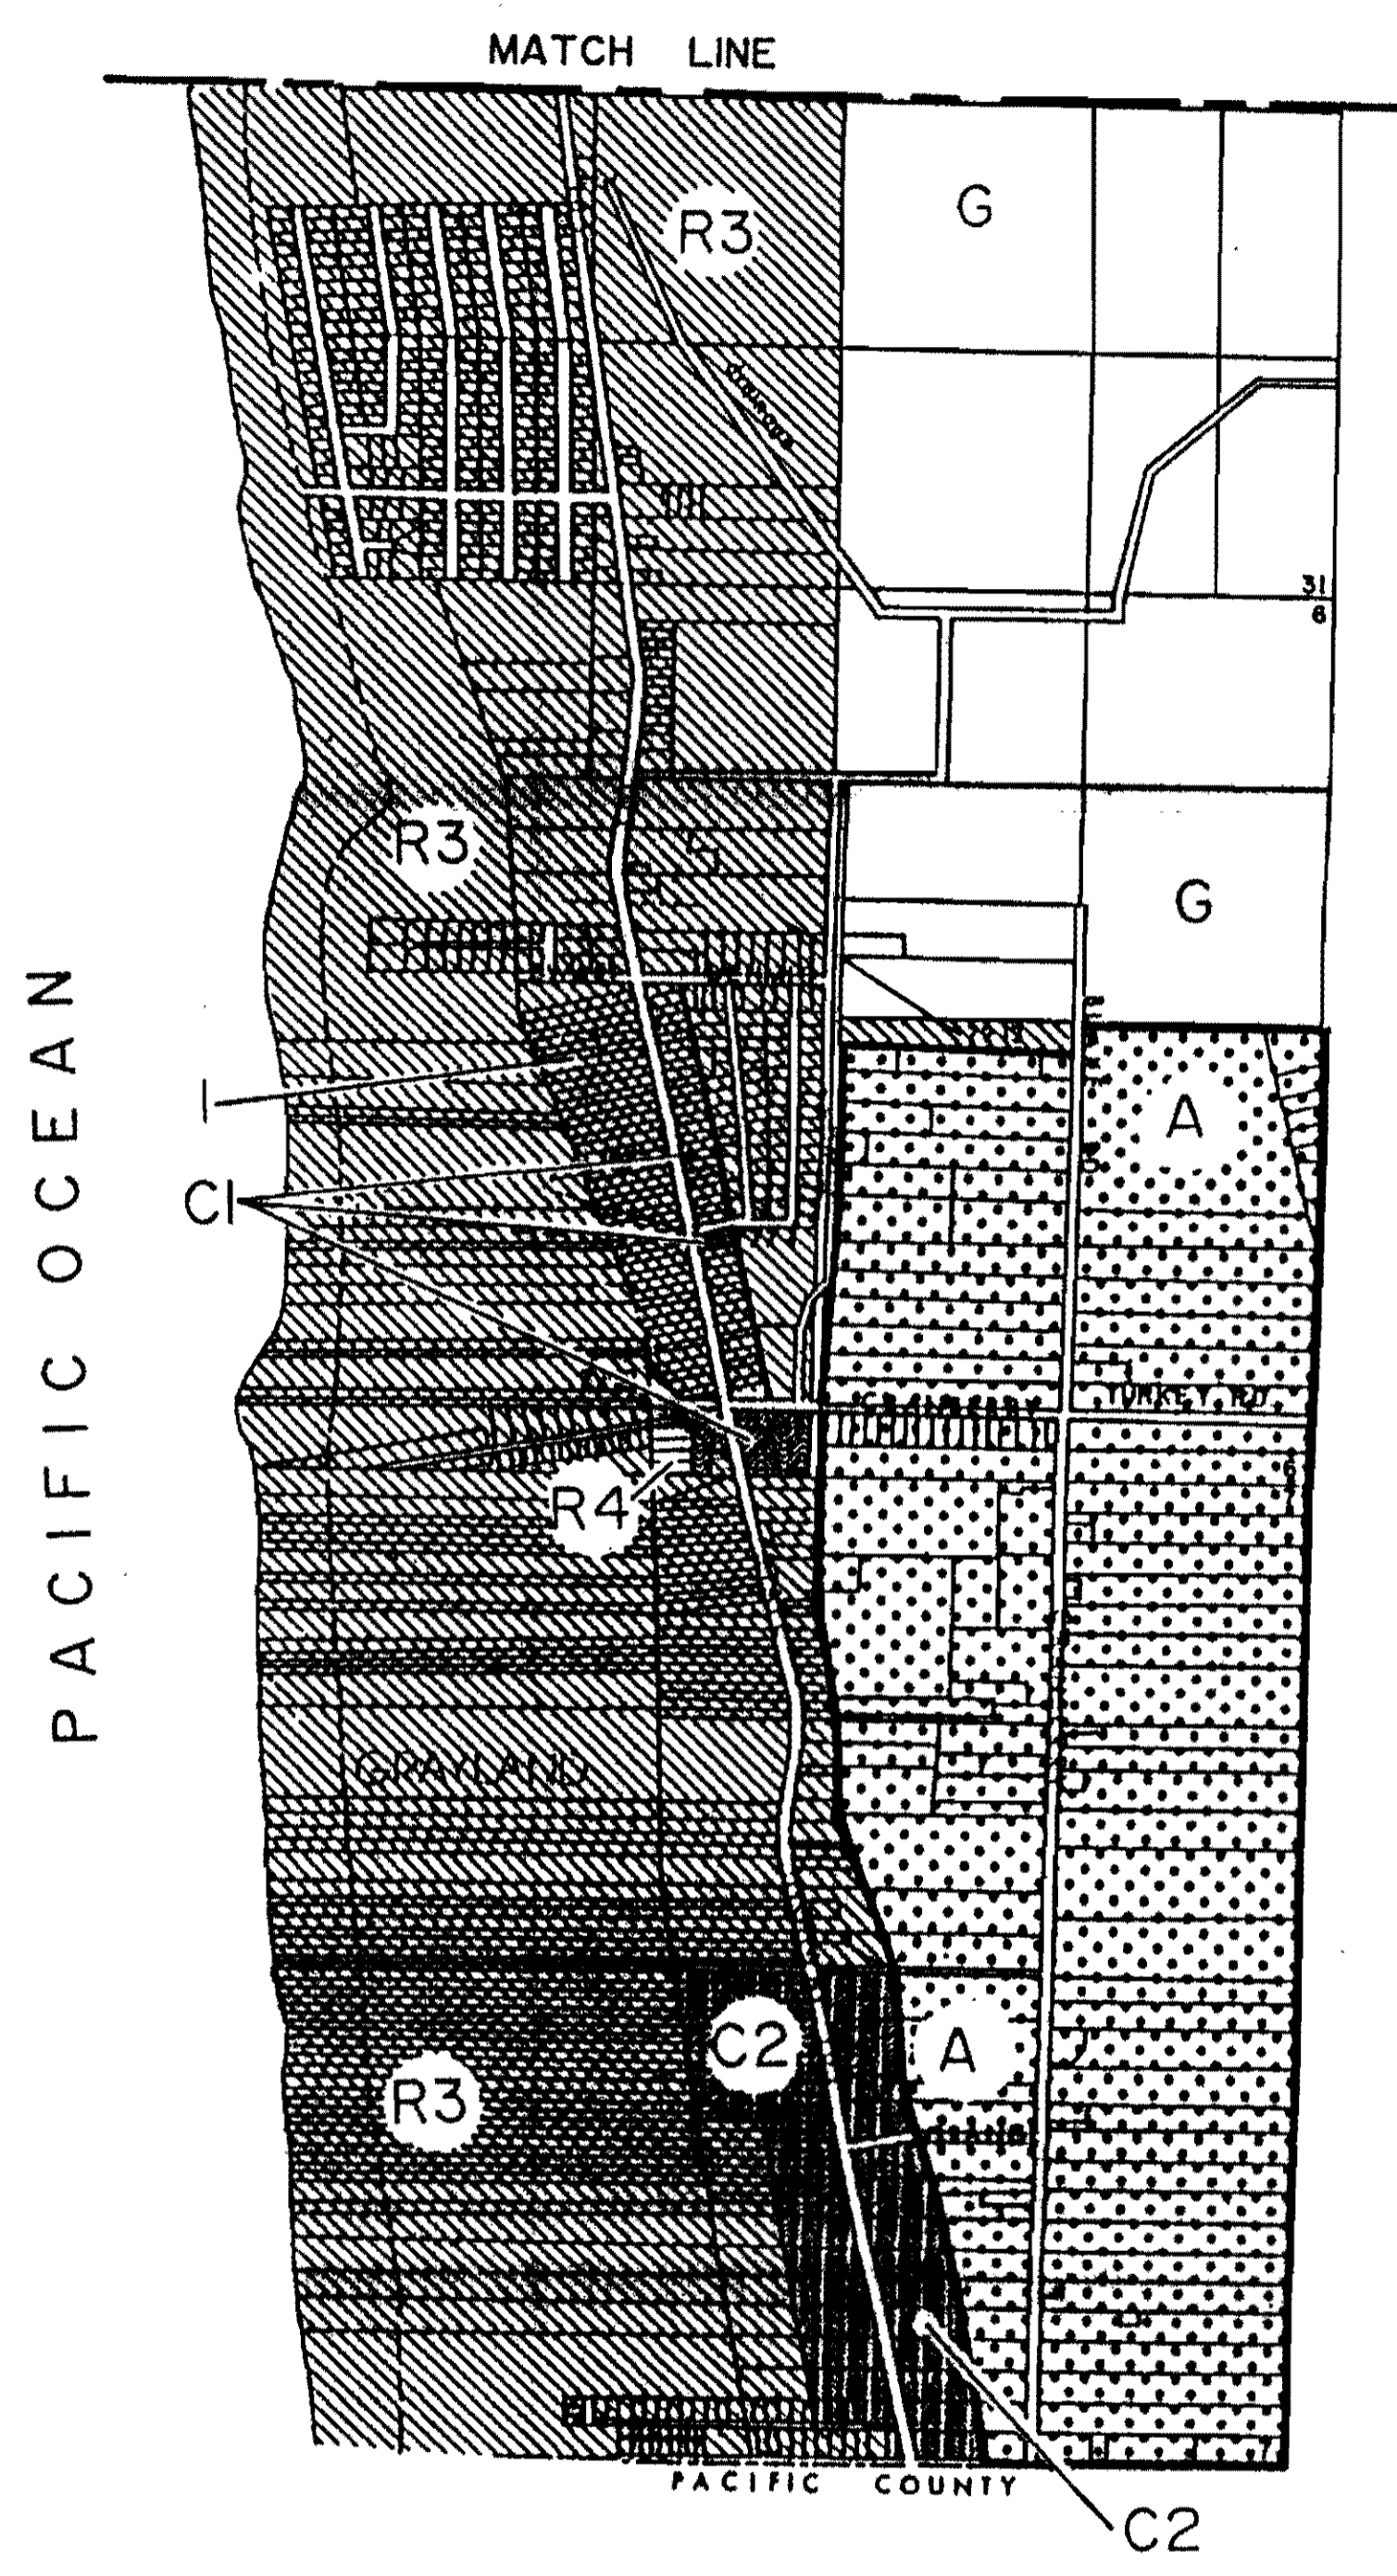 MATCH LINE
R3
G
31
6
R3
G
PACIFIC OCEAN
I
A
C1
CRANBERRY
TURKEY RD
R4
GRAYLAND
C2
A
R3
PACIFIC COUNTY
C2